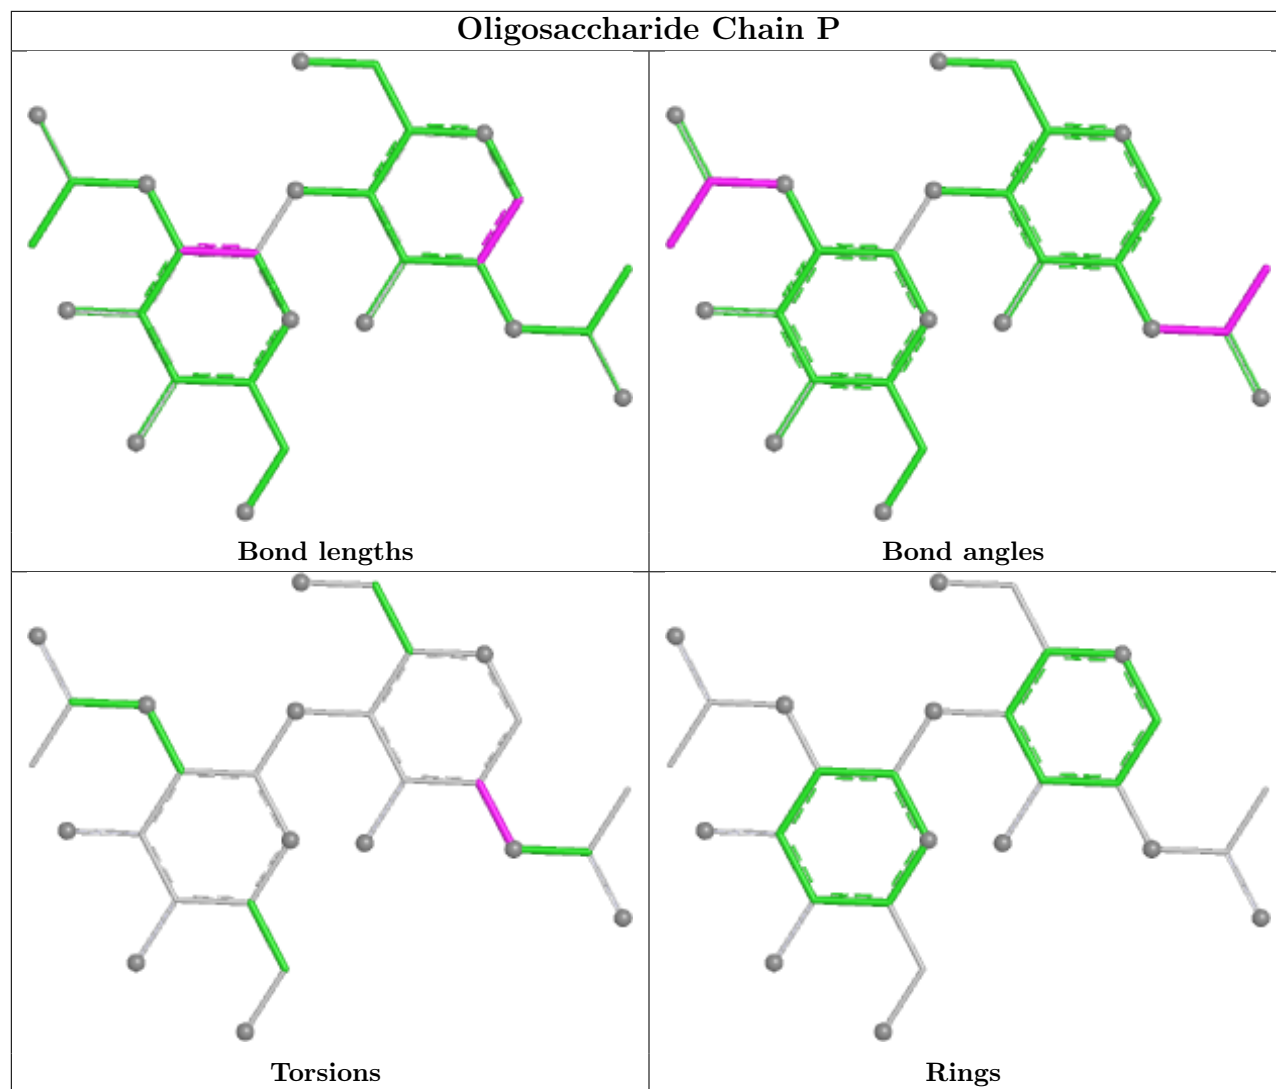 Oligosaccharide Chain P
Bond lengths
Bond angles
Torsions
Rings